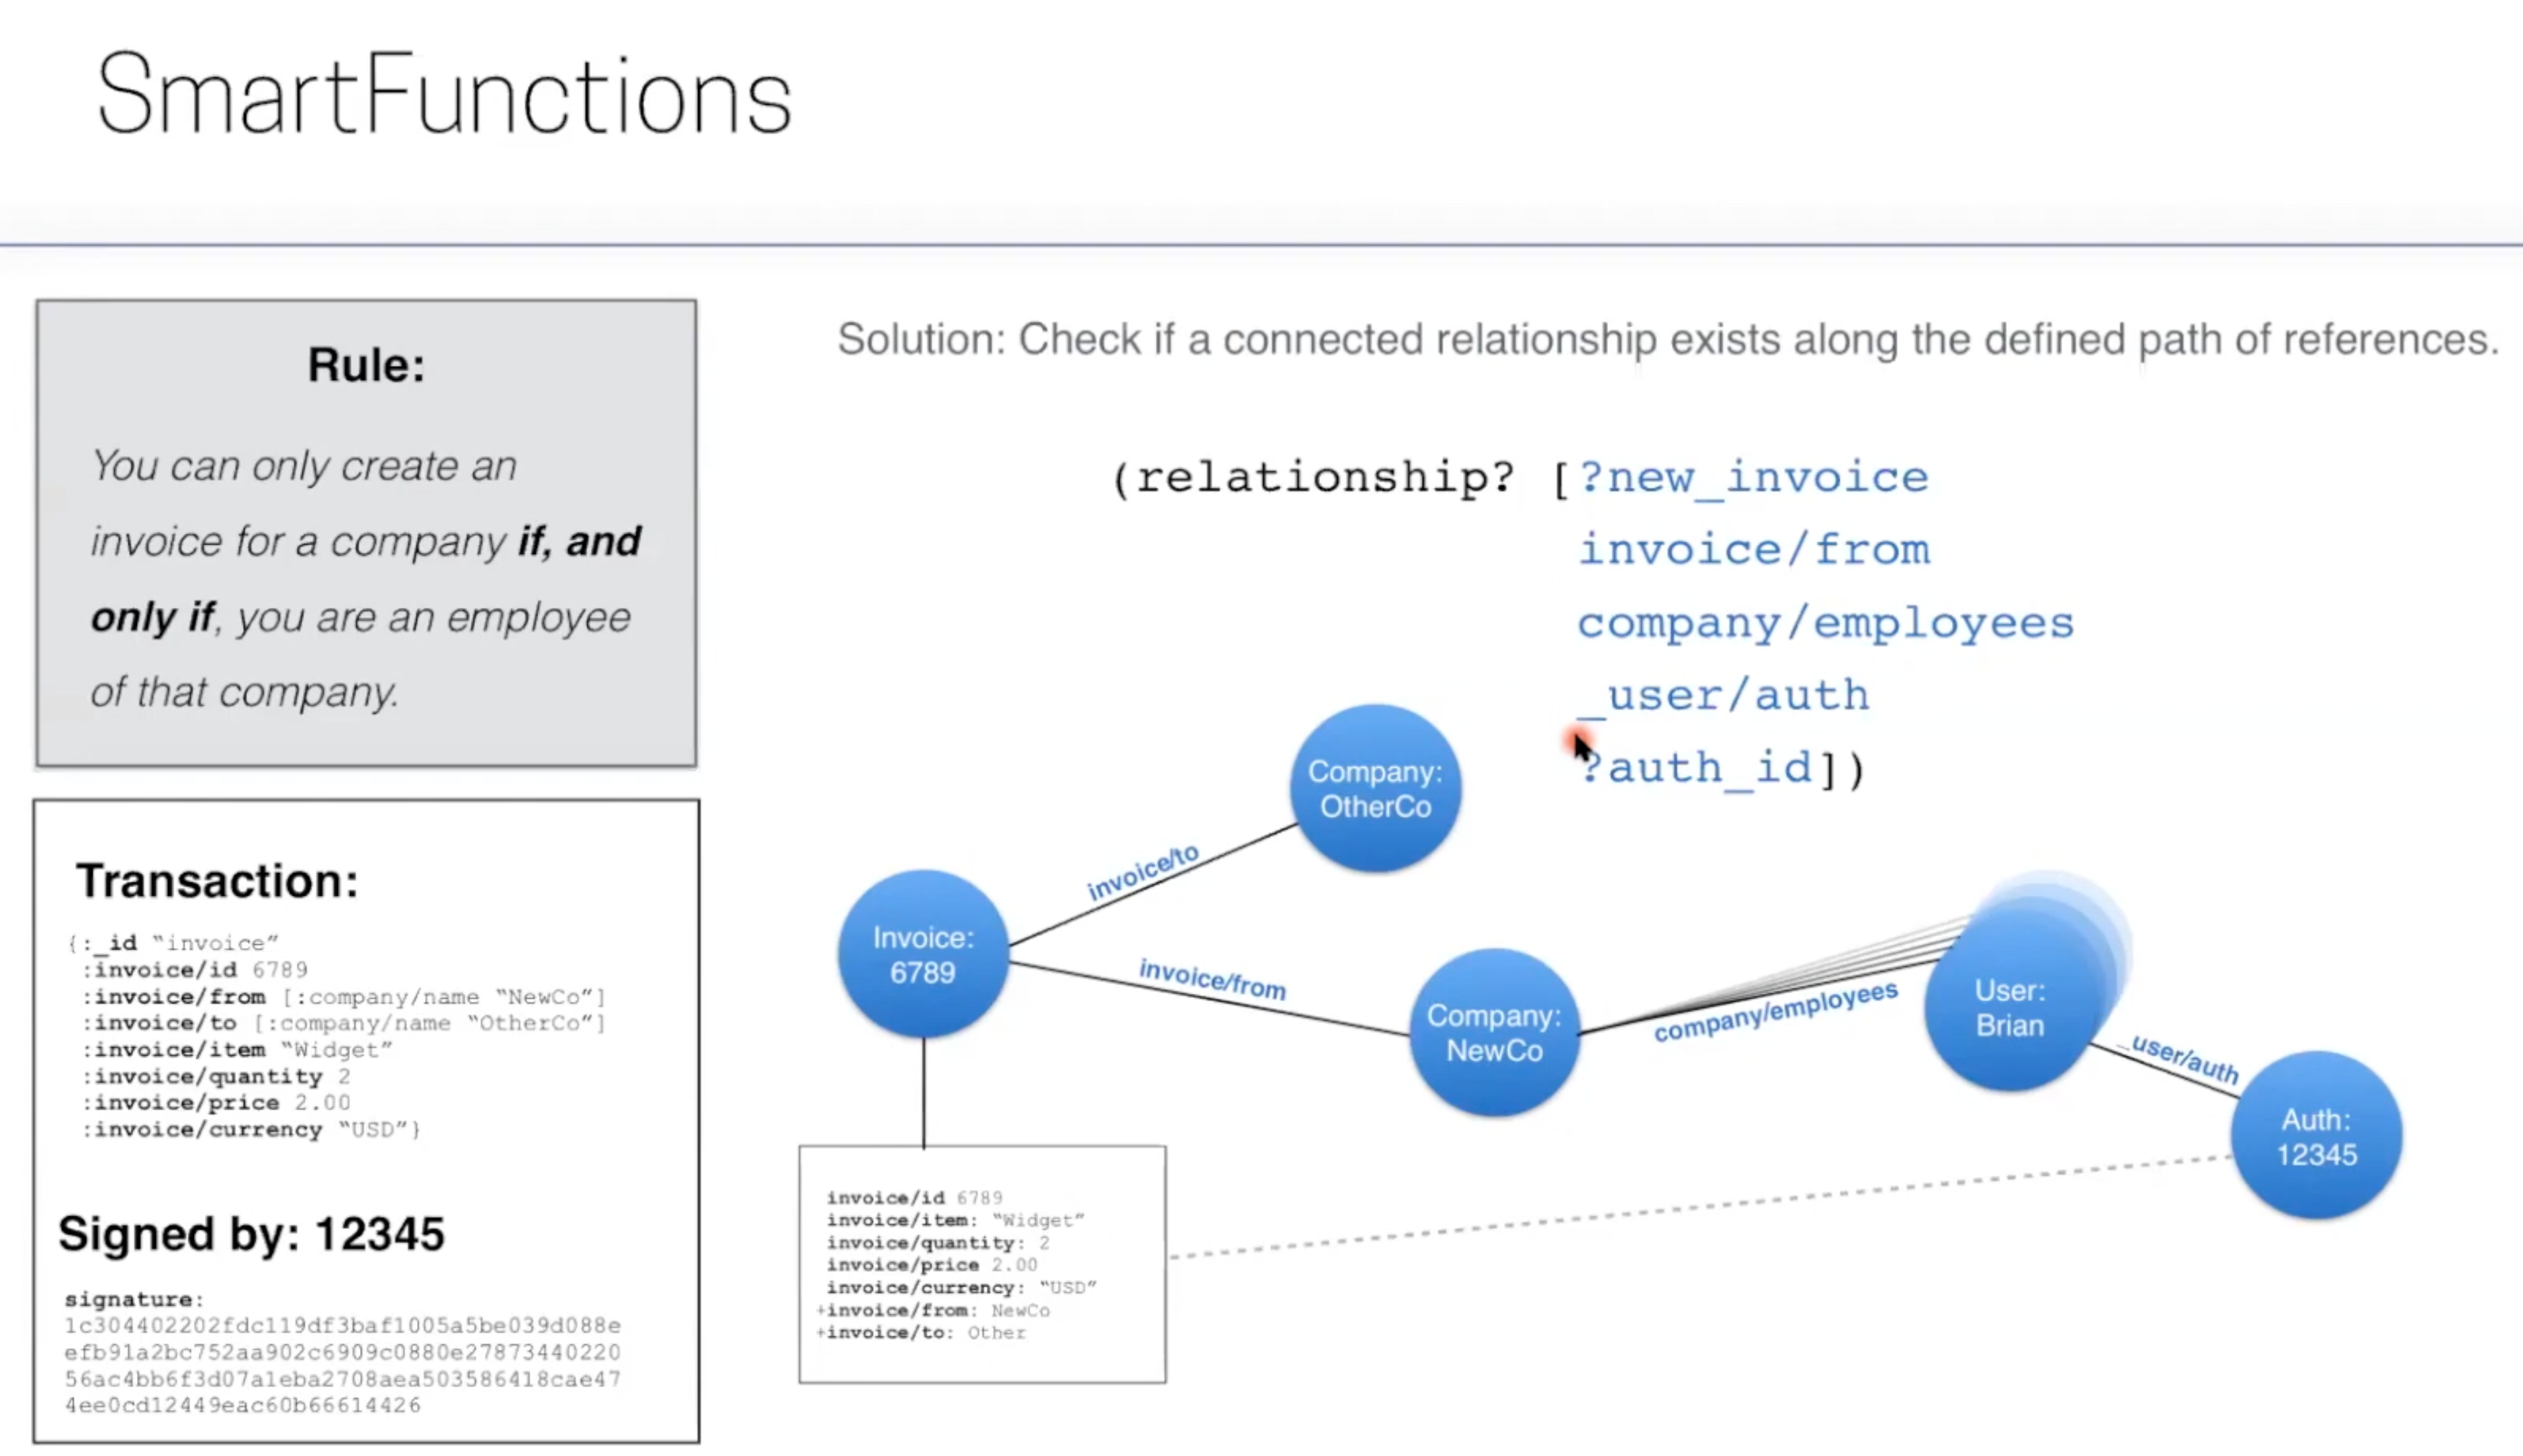 SmartFunctions
Rule:
You can only create an
invoice for a company if, and
only if, you are an employee
of that company.
Transaction:
{:_id “invoice”
:invoice/id 6789
:invoice/from [:company/name “NewCo”]
:invoice/to [:company/name “OtherCo”]
:invoice/item “Widget”
:invoice/quantity 2
:invoice/price 2.00
:invoice/currency “USD”}
Signed by: 12345
signature:
1c304402202fdc119df3baf1005a5be039d088e
efb91a2bc752aa902c6909c0880e27873440220
56ac4bb6f3d07a1eba2708aea503586418cae47
4ee0cd12449eac60b66614426
Solution: Check if a connected relationship exists along the defined path of references.
(relationship? [?new_invoice
invoice/from
company/employees
_user/auth
?auth_id])
Company:
OtherCo
invoice/to
Invoice:
6789
invoice/from
Company:
NewCo
company/employees
User:
Brian
_user/auth
Auth:
12345
invoice/id 6789
invoice/item: “Widget”
invoice/quantity: 2
invoice/price 2.00
invoice/currency: “USD”
+invoice/from: NewCo
+invoice/to: Other